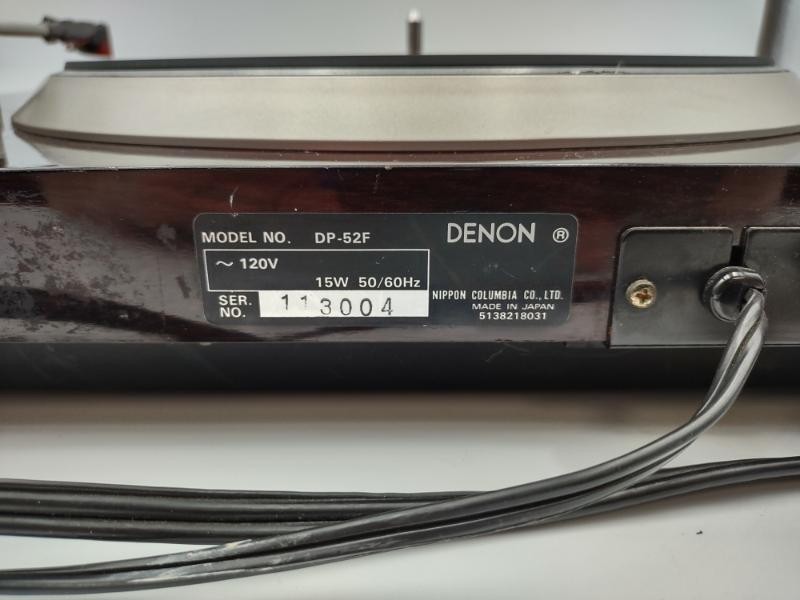 MODEL NO. DP-52F
DENON ®
~ 120V
15W 50/60Hz
SER. NO. 113004
NIPPON COLUMBIA CO., LTD.
MADE IN JAPAN
5138218031